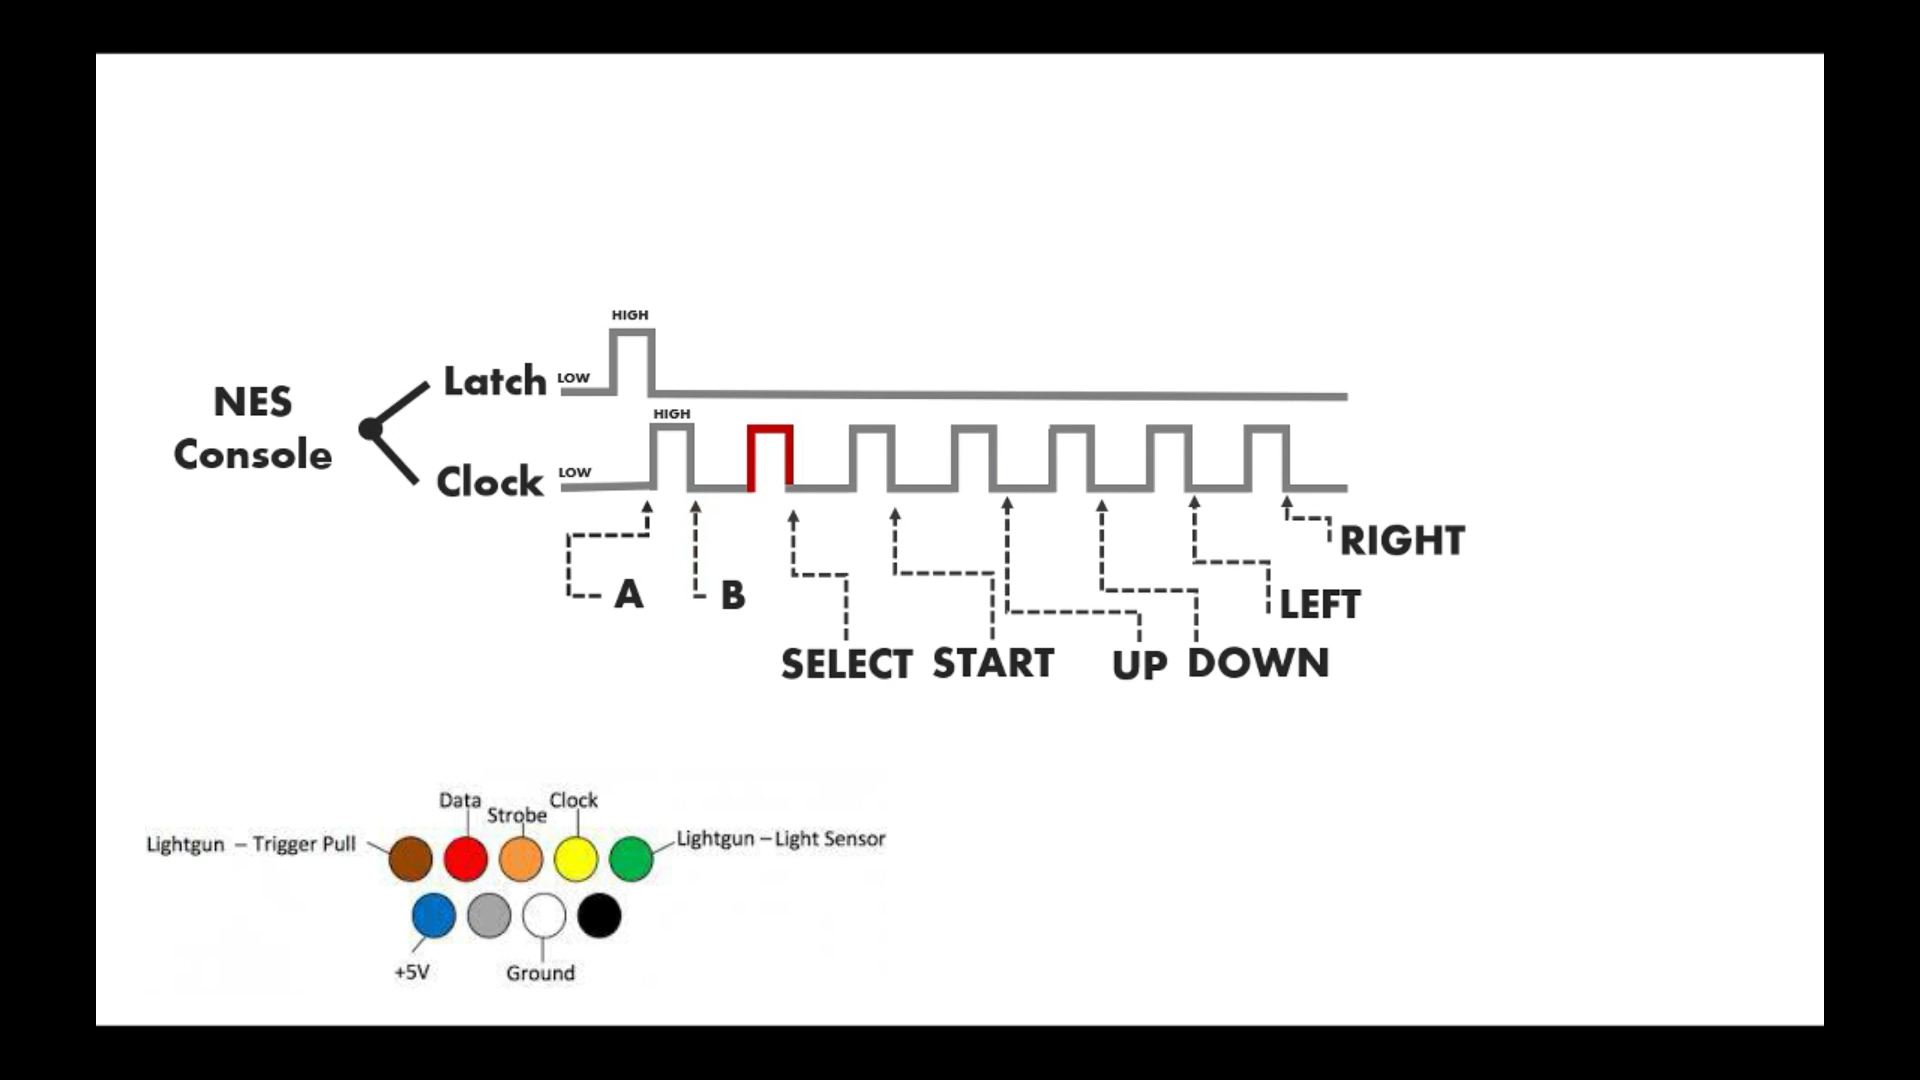 HIGH
Latch
LOW
NES
Console
HIGH
Clock
LOW
RIGHT
A
B
LEFT
SELECT
START
UP
DOWN
Data
Clock
Strobe
Lightgun – Trigger Pull
Lightgun – Light Sensor
+5V
Ground